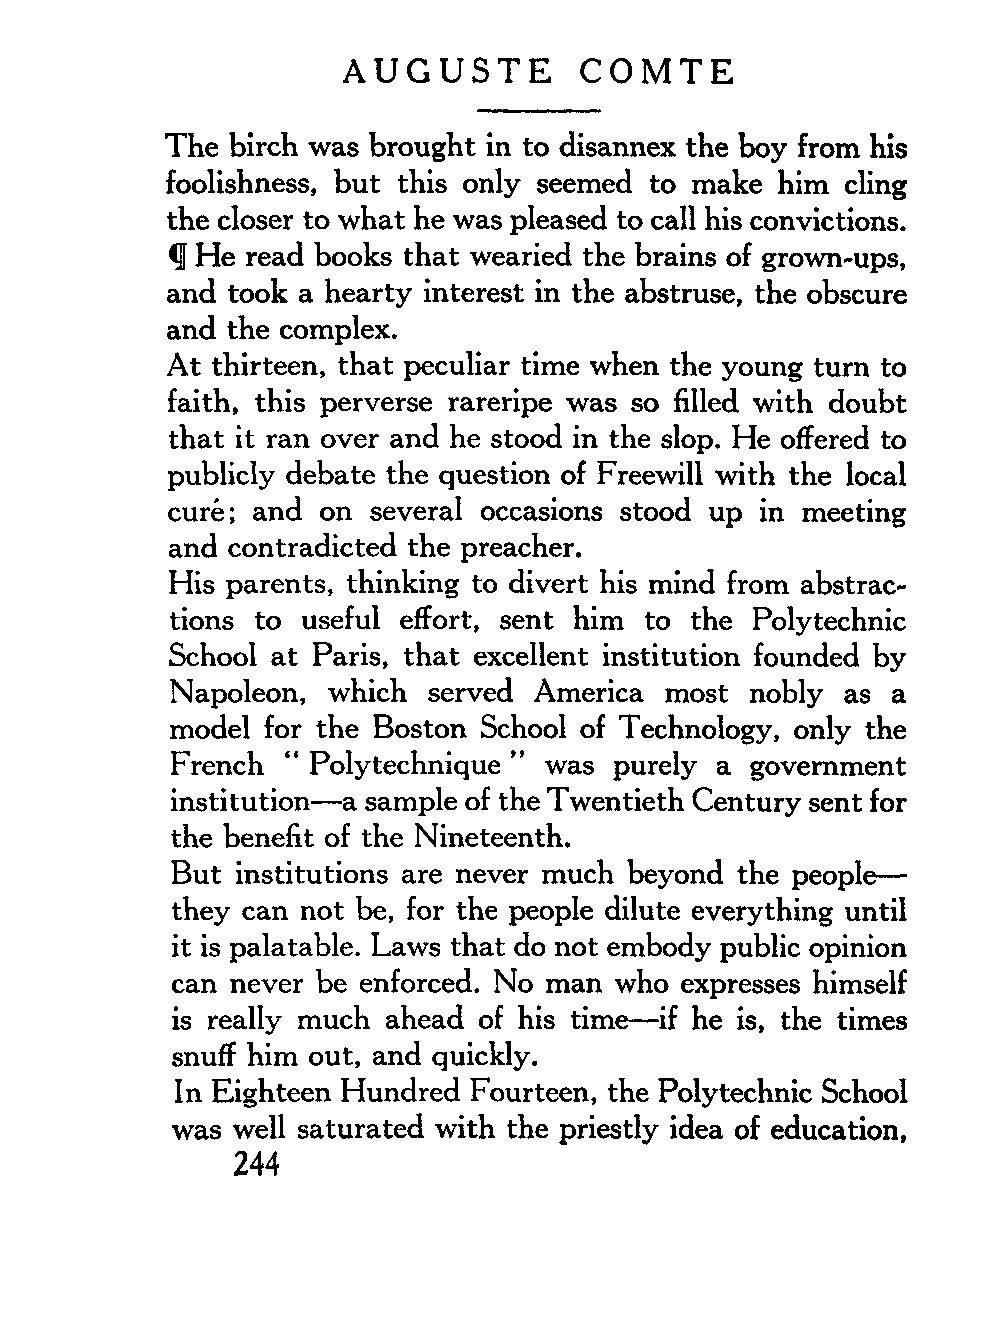 AUGUSTE COMTE
The birch was brought in to disannex the boy from his
foolishness, but this only seemed to make him cling
the closer to what he was pleased to call his convictions.
¶ He read books that wearied the brains of grown-ups,
and took a hearty interest in the abstruse, the obscure
and the complex.
At thirteen, that peculiar time when the young turn to
faith, this perverse rareripe was so filled with doubt
that it ran over and he stood in the slop. He offered to
publicly debate the question of Freewill with the local
curé; and on several occasions stood up in meeting
and contradicted the preacher.
His parents, thinking to divert his mind from abstrac-
tions to useful effort, sent him to the Polytechnic
School at Paris, that excellent institution founded by
Napoleon, which served America most nobly as a
model for the Boston School of Technology, only the
French “ Polytechnique ” was purely a government
institution—a sample of the Twentieth Century sent for
the benefit of the Nineteenth.
But institutions are never much beyond the people—
they can not be, for the people dilute everything until
it is palatable. Laws that do not embody public opinion
can never be enforced. No man who expresses himself
is really much ahead of his time—if he is, the times
snuff him out, and quickly.
In Eighteen Hundred Fourteen, the Polytechnic School
was well saturated with the priestly idea of education,
244